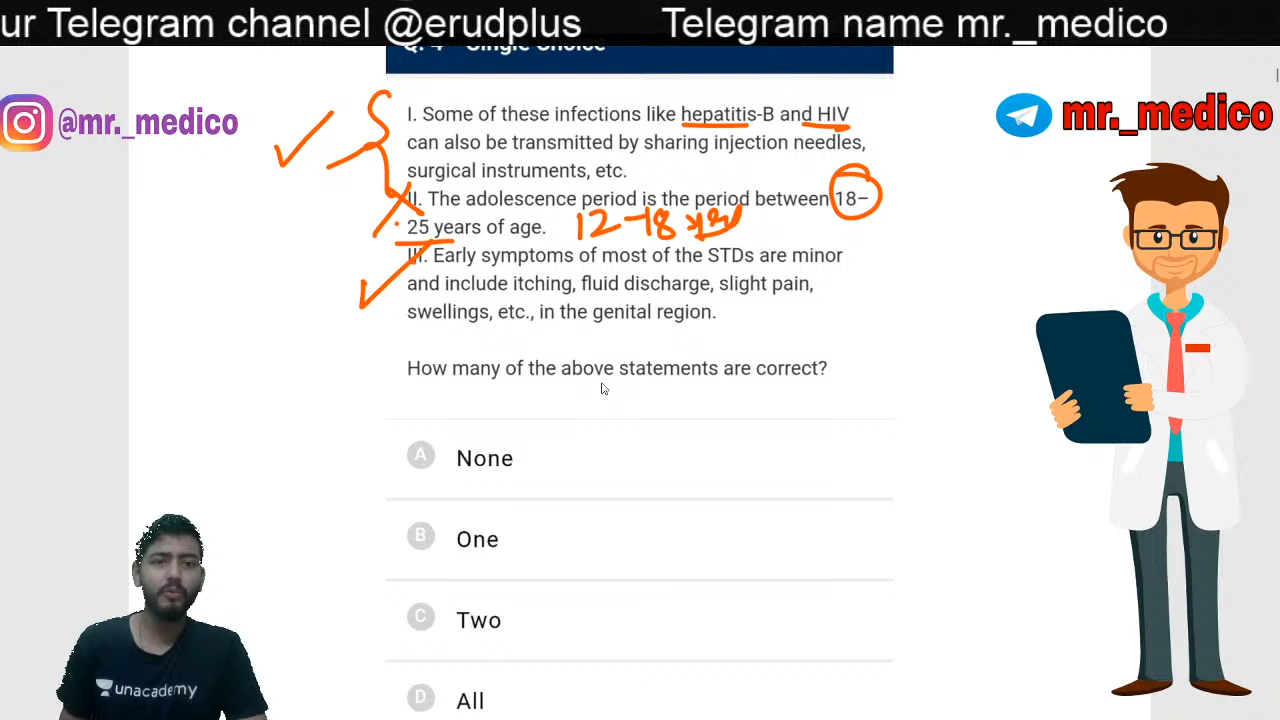 ur Telegram channel @erudplus Telegram name mr._medico
Q. 4 Single Choice
@mr._medico
mr._medico
I. Some of these infections like hepatitis-B and HIV
can also be transmitted by sharing injection needles,
surgical instruments, etc.
II. The adolescence period is the period between 18–
25 years of age.
12-18 yrs
III. Early symptoms of most of the STDs are minor
and include itching, fluid discharge, slight pain,
swellings, etc., in the genital region.
How many of the above statements are correct?
A None
B One
C Two
D All
unacademy